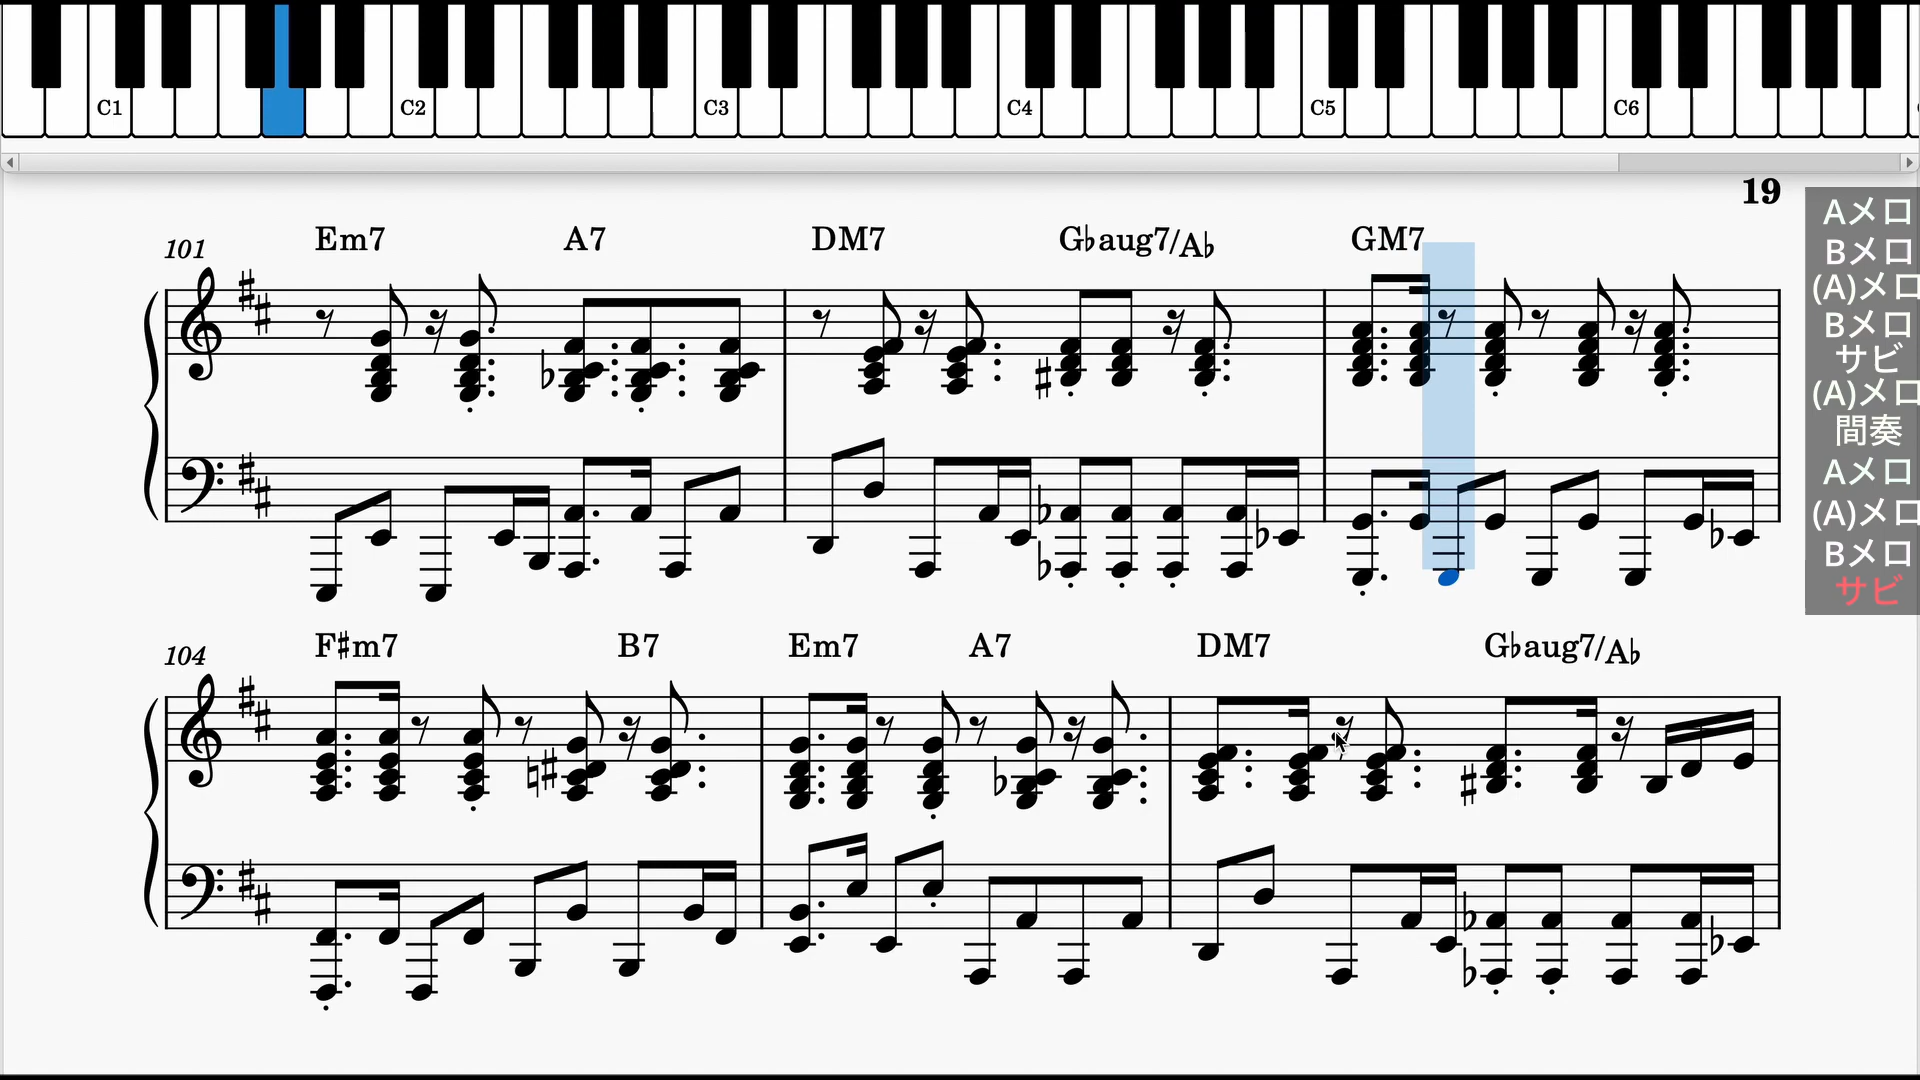 C1 C2 C3 C4 C5 C6
19
101 Em7 A7 DM7 G♭aug7/A♭ GM7
104 F♯m7 B7 Em7 A7 DM7 G♭aug7/A♭
Aメロ
Bメロ
(A)メロ
Bメロ
サビ
(A)メロ
間奏
Aメロ
(A)メロ
Bメロ
サビ